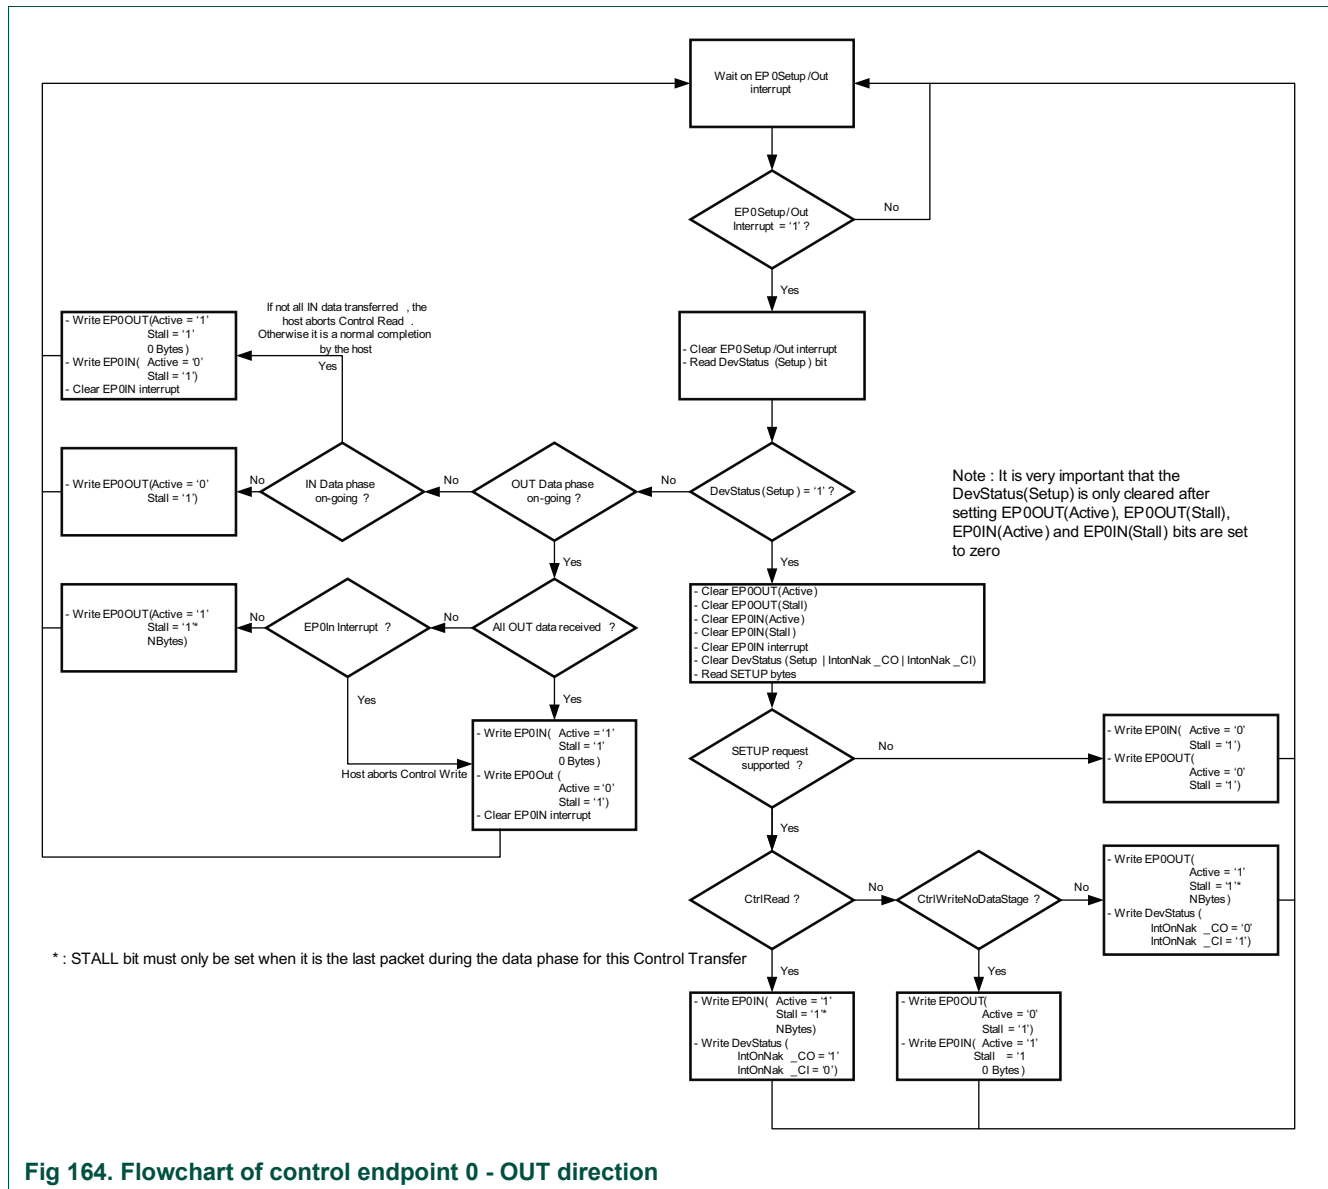 Wait on EP 0Setup /Out
interrupt
EP0Setup/Out
Interrupt = '1' ?
No
Yes
- Clear EP0Setup /Out interrupt
- Read DevStatus (Setup ) bit
If not all IN data transferred , the
host aborts Control Read .
Otherwise it is a normal completion
by the host
Yes
- Write EP0OUT(Active = '1'
Stall = '1'
0 Bytes )
- Write EP0IN( Active = '0'
Stall = '1')
- Clear EP0IN interrupt
DevStatus (Setup ) = '1' ?
No
OUT Data phase
on-going ?
No
IN Data phase
on-going ?
No
- Write EP0OUT(Active = '0'
Stall = '1')
Note : It is very important that the
DevStatus(Setup) is only cleared after
setting EP0OUT(Active), EP0OUT(Stall),
EP0IN(Active) and EP0IN(Stall) bits are set
to zero
Yes
Yes
All OUT data received ?
No
EP0In Interrupt ?
No
- Write EP0OUT(Active = '1'
Stall = '1'*
NBytes)
- Clear EP0OUT(Active)
- Clear EP0OUT(Stall)
- Clear EP0IN(Active)
- Clear EP0IN(Stall)
- Clear EP0IN interrupt
- Clear DevStatus (Setup | IntonNak _CO | IntonNak _CI)
- Read SETUP bytes
Yes
Yes
Host aborts Control Write
- Write EP0IN( Active = '1'
Stall = '1'
0 Bytes )
- Write EP0Out (
Active = '0'
Stall = '1')
- Clear EP0IN interrupt
SETUP request
supported ?
No
- Write EP0IN( Active = '0'
Stall = '1')
- Write EP0OUT(
Active = '0'
Stall = '1')
Yes
CtrlRead ?
No
CtrlWriteNoDataStage ?
No
- Write EP0OUT(
Active = '1'
Stall = '1'*
NBytes)
- Write DevStatus (
IntOnNak _CO = '0'
IntOnNak _CI = '1')
* : STALL bit must only be set when it is the last packet during the data phase for this Control Transfer
Yes
Yes
- Write EP0IN( Active = '1'
Stall = '1'*
NBytes)
- Write DevStatus (
IntOnNak _CO = '1'
IntOnNak _CI = '0')
- Write EP0OUT(
Active = '0'
Stall = '1')
- Write EP0IN( Active = '1'
Stall = '1
0 Bytes )
Fig 164. Flowchart of control endpoint 0 - OUT direction